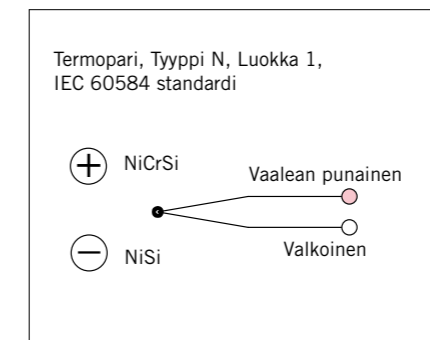 Termopari, Tyyppi N, Luokka 1,
IEC 60584 standardi
+ NiCrSi
Vaalean punainen
− NiSi
Valkoinen